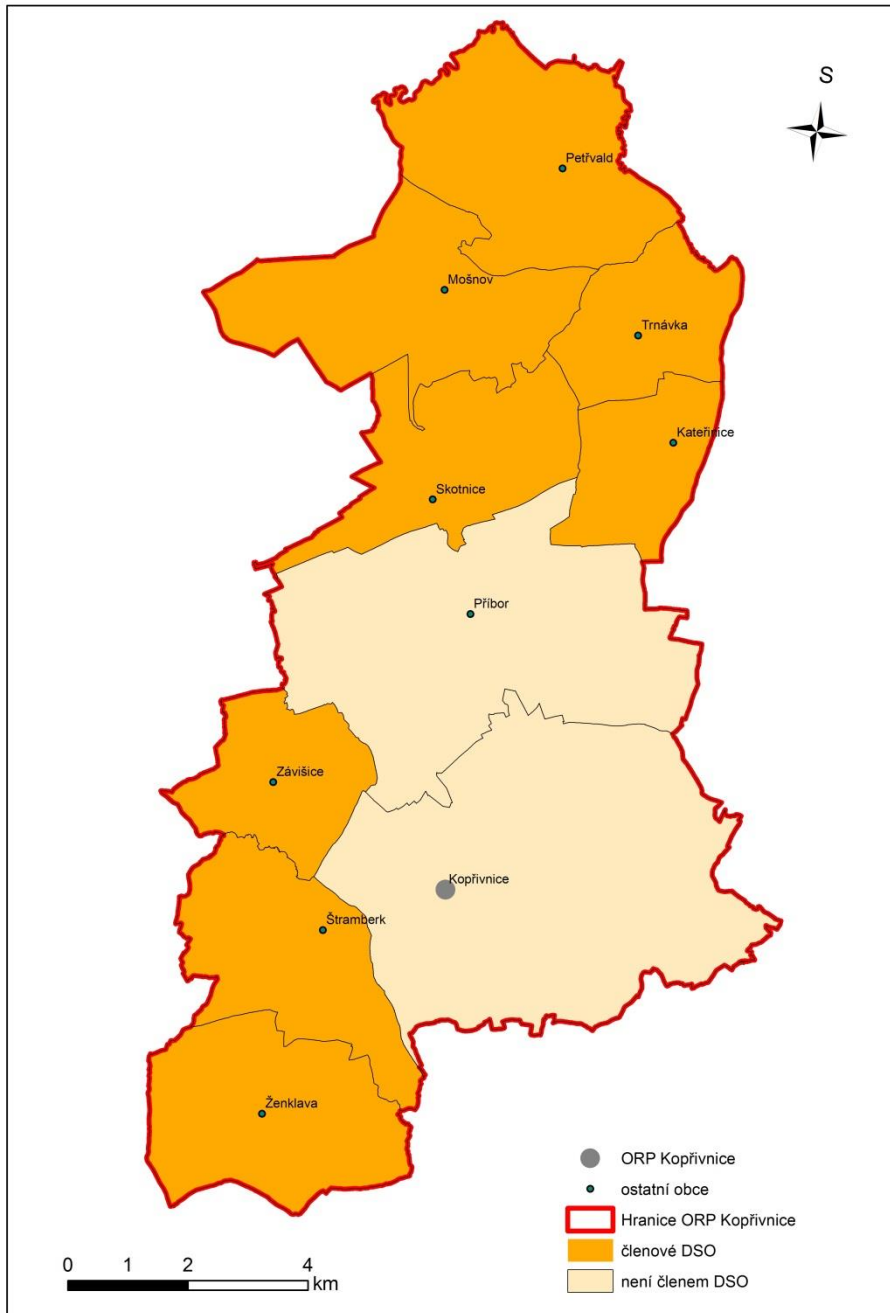 S
Petřvald
Mošnov
Trnávka
Kateřinice
Skotnice
Příbor
Závišice
Kopřivnice
Štramberk
Ženklava
ORP Kopřivnice
ostatní obce
Hranice ORP Kopřivnice
členové DSO
není členem DSO
0 1 2 4
km